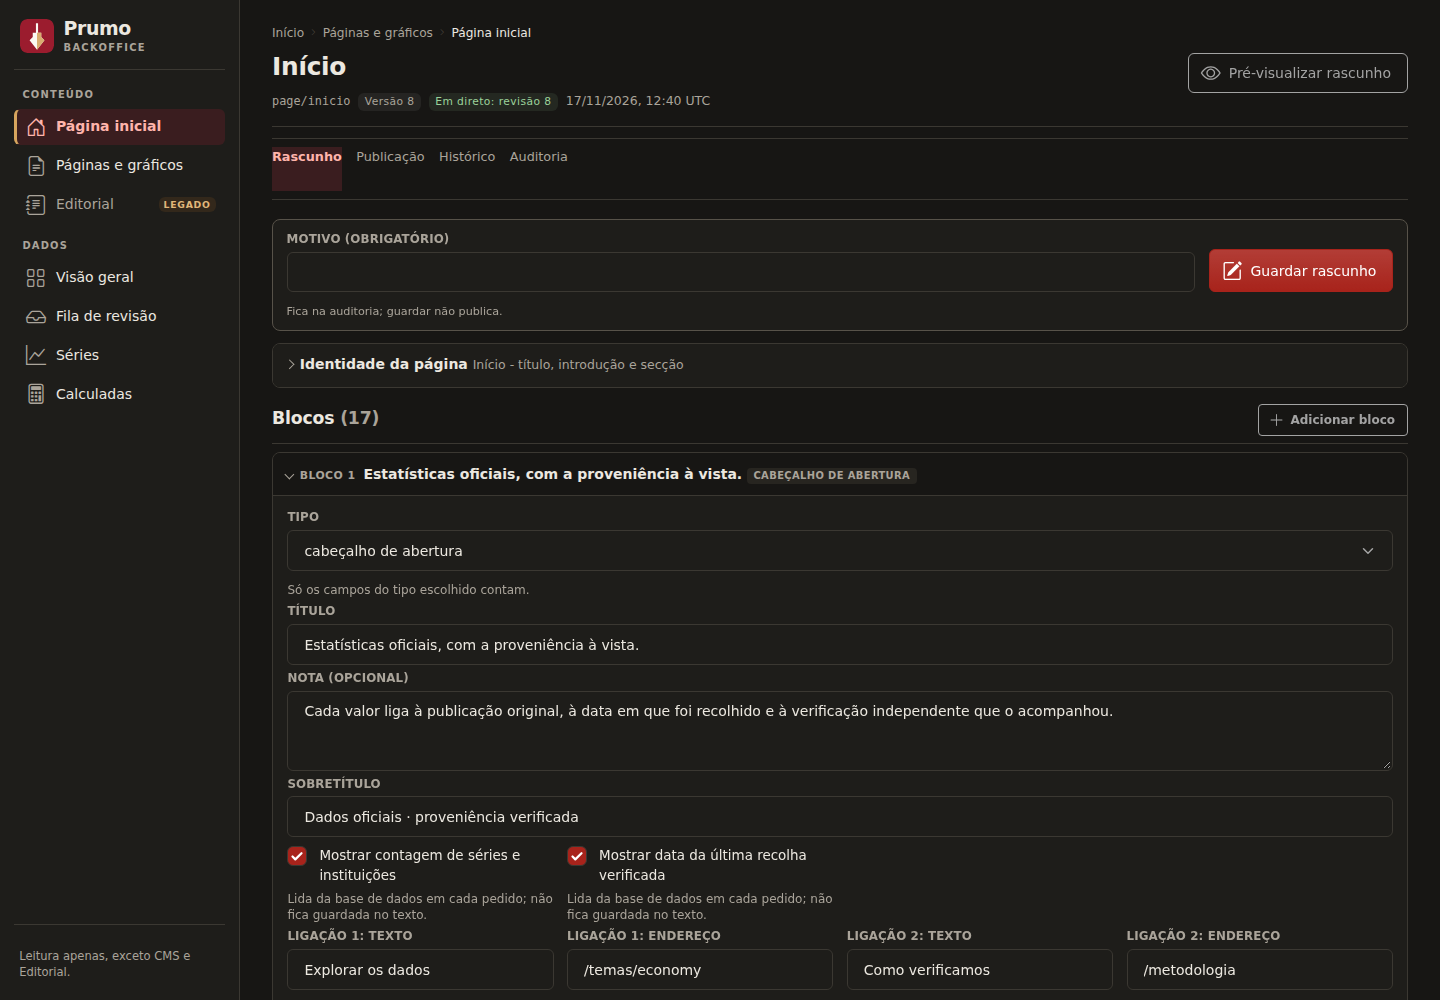 Prumo
BACKOFFICE
CONTEÚDO
Página inicial
Páginas e gráficos
Editorial LEGADO
DADOS
Visão geral
Fila de revisão
Séries
Calculadas
Leitura apenas, exceto CMS e
Editorial.
Início › Páginas e gráficos › Página inicial
Início
Pré-visualizar rascunho
page/inicio Versão 8 Em direto: revisão 8 17/11/2026, 12:40 UTC
Rascunho Publicação Histórico Auditoria
MOTIVO (OBRIGATÓRIO)
Guardar rascunho
Fica na auditoria; guardar não publica.
Identidade da página Início - título, introdução e secção
Blocos (17)
Adicionar bloco
BLOCO 1 Estatísticas oficiais, com a proveniência à vista. CABEÇALHO DE ABERTURA
TIPO
cabeçalho de abertura
Só os campos do tipo escolhido contam.
TÍTULO
Estatísticas oficiais, com a proveniência à vista.
NOTA (OPCIONAL)
Cada valor liga à publicação original, à data em que foi recolhido e à verificação independente que o acompanhou.
SOBRETÍTULO
Dados oficiais · proveniência verificada
Mostrar contagem de séries e
instituições
Lida da base de dados em cada pedido; não
fica guardada no texto.
Mostrar data da última recolha
verificada
Lida da base de dados em cada pedido; não
fica guardada no texto.
LIGAÇÃO 1: TEXTO
Explorar os dados
LIGAÇÃO 1: ENDEREÇO
/temas/economy
LIGAÇÃO 2: TEXTO
Como verificamos
LIGAÇÃO 2: ENDEREÇO
/metodologia